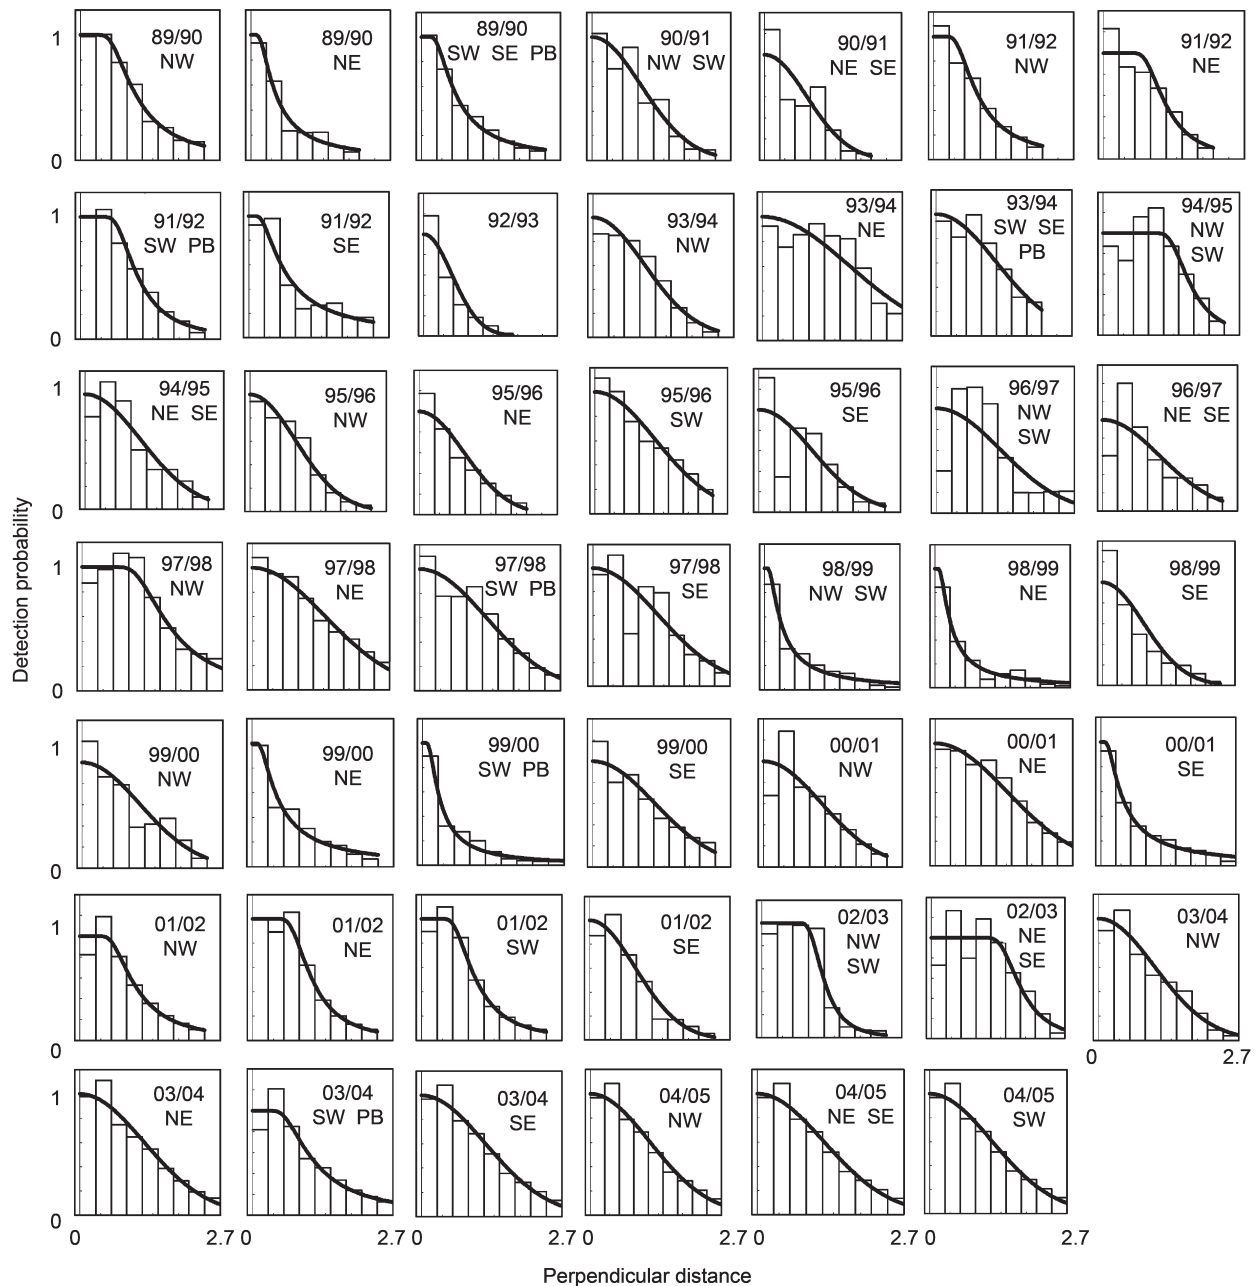 1
89/90
NW
0
89/90
NE
89/90
SW SE PB
90/91
NW SW
90/91
NE SE
91/92
NW
91/92
NE
1
91/92
SW PB
0
91/92
SE
92/93
93/94
NW
93/94
NE
93/94
SW SE
PB
94/95
NW
SW
1
94/95
NE SE
0
95/96
NW
95/96
NE
95/96
SW
95/96
SE
96/97
NW
SW
96/97
NE SE
Detection probability
1
97/98
NW
0
97/98
NE
97/98
SW PB
97/98
SE
98/99
NW SW
98/99
NE
98/99
SE
1
99/00
NW
0
99/00
NE
99/00
SW PB
99/00
SE
00/01
NW
00/01
NE
00/01
SE
1
01/02
NW
0
01/02
NE
01/02
SW
01/02
SE
02/03
NW
SW
02/03
NE
SE
03/04
NW
0 2.7
1
03/04
NE
0
03/04
SW PB
03/04
SE
04/05
NW
04/05
NE SE
04/05
SW
0 2.7 0 2.7 0 2.7 0 2.7 0 2.7 0 2.7
Perpendicular distance